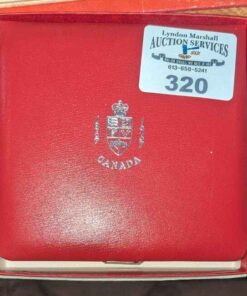 Lyndon Marshall
AUCTION SERVICES
613-650-5241
320
CANADA